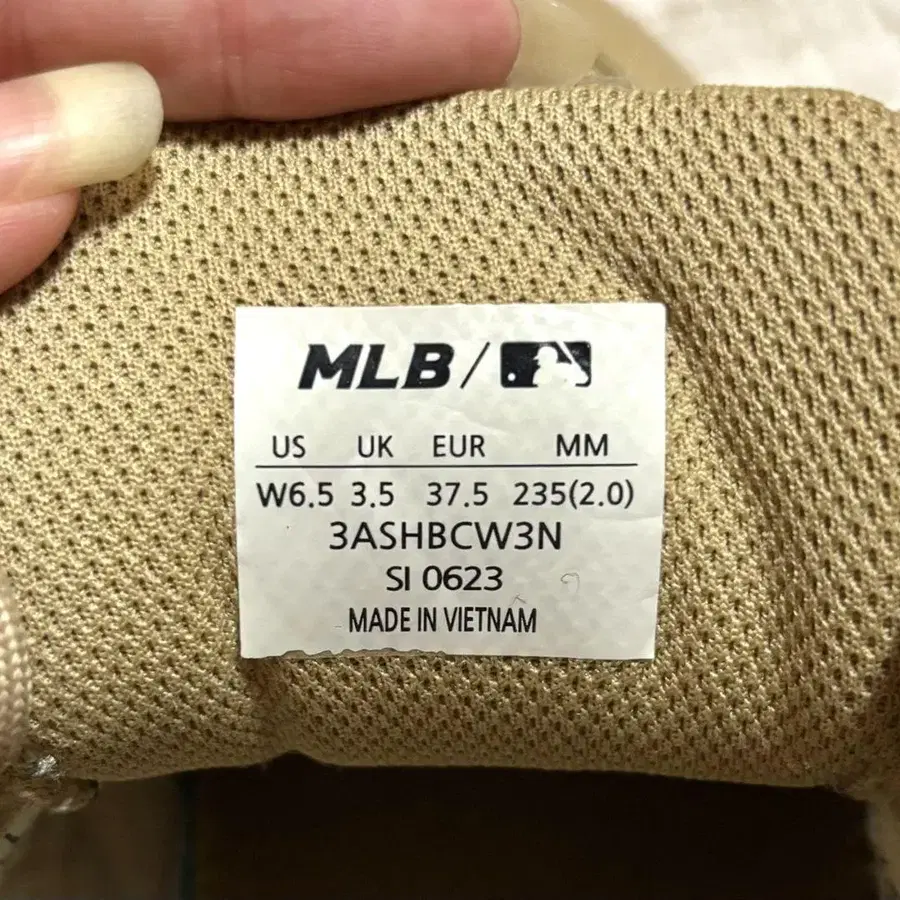 MLB /
US UK EUR MM
W6.5 3.5 37.5 235(2.0)
3ASHBCW3N
SI 0623
MADE IN VIETNAM